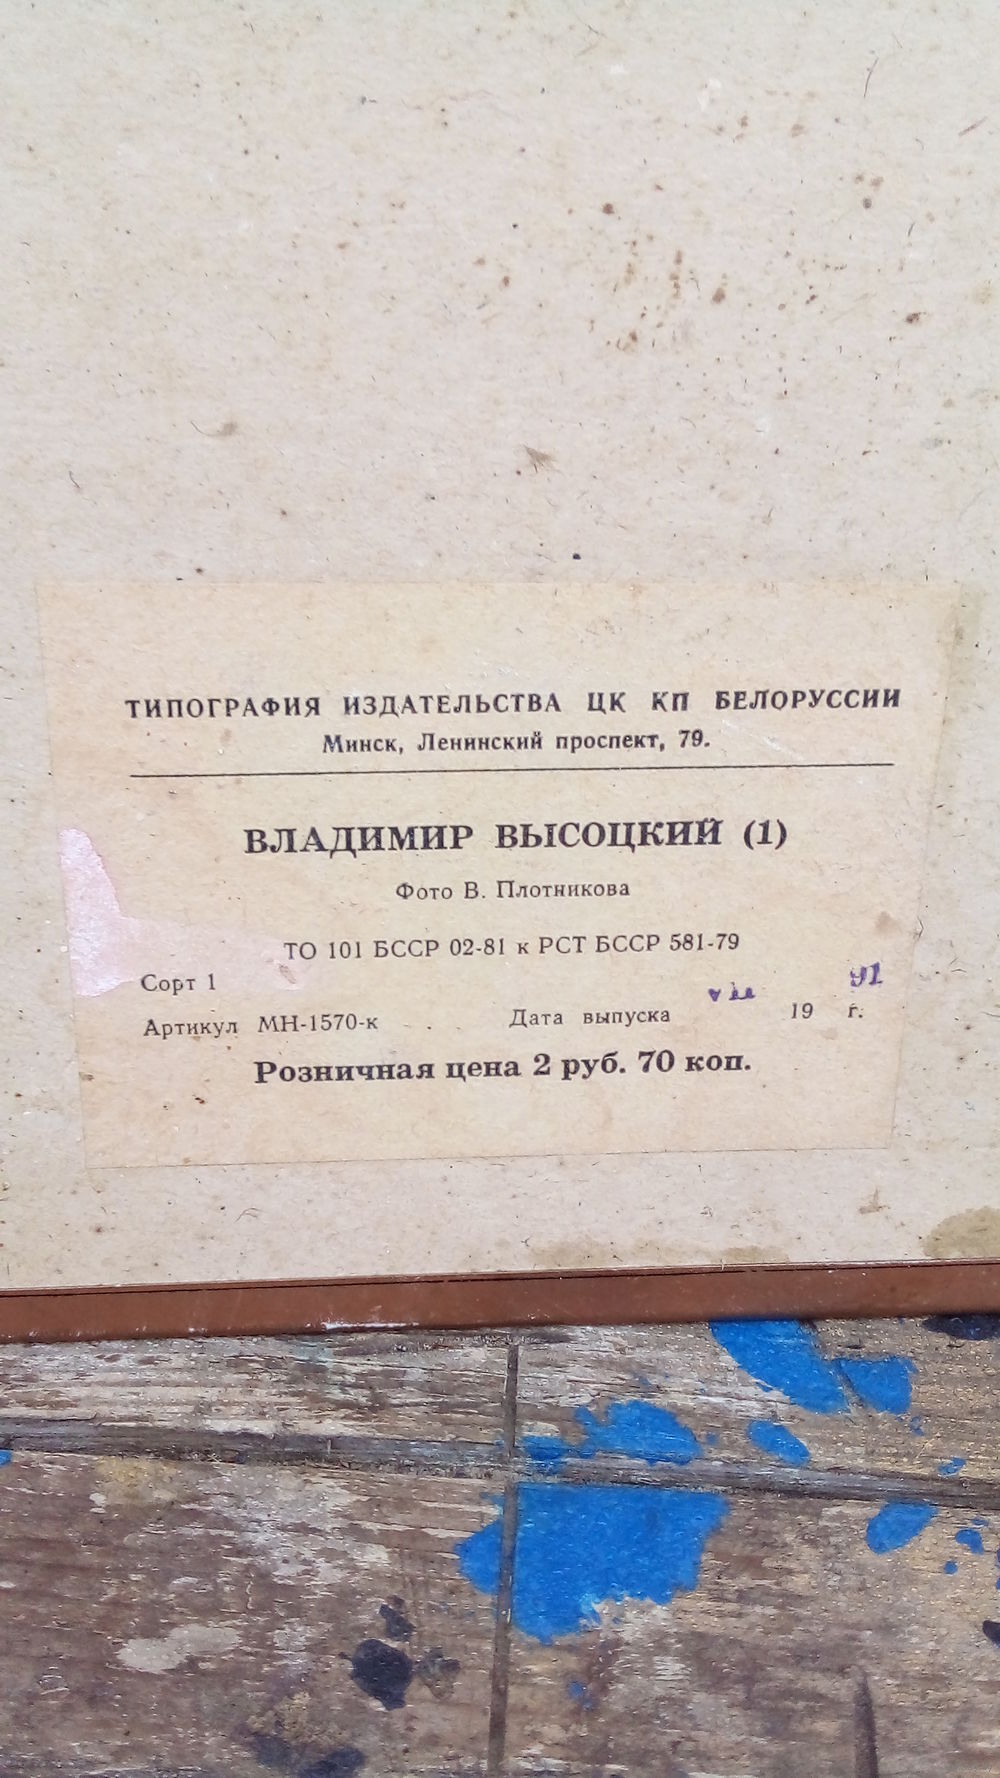 ТИПОГРАФИЯ ИЗДАТЕЛЬСТВА ЦК КП БЕЛОРУССИИ
Минск, Ленинский проспект, 79.
ВЛАДИМИР ВЫСОЦКИЙ (1)
Фото В. Плотникова
ТО 101 БССР 02-81 к РСТ БССР 581-79
Сорт 1
Артикул МН-1570-к Дата выпуска 19 91 г.
Розничная цена 2 руб. 70 коп.